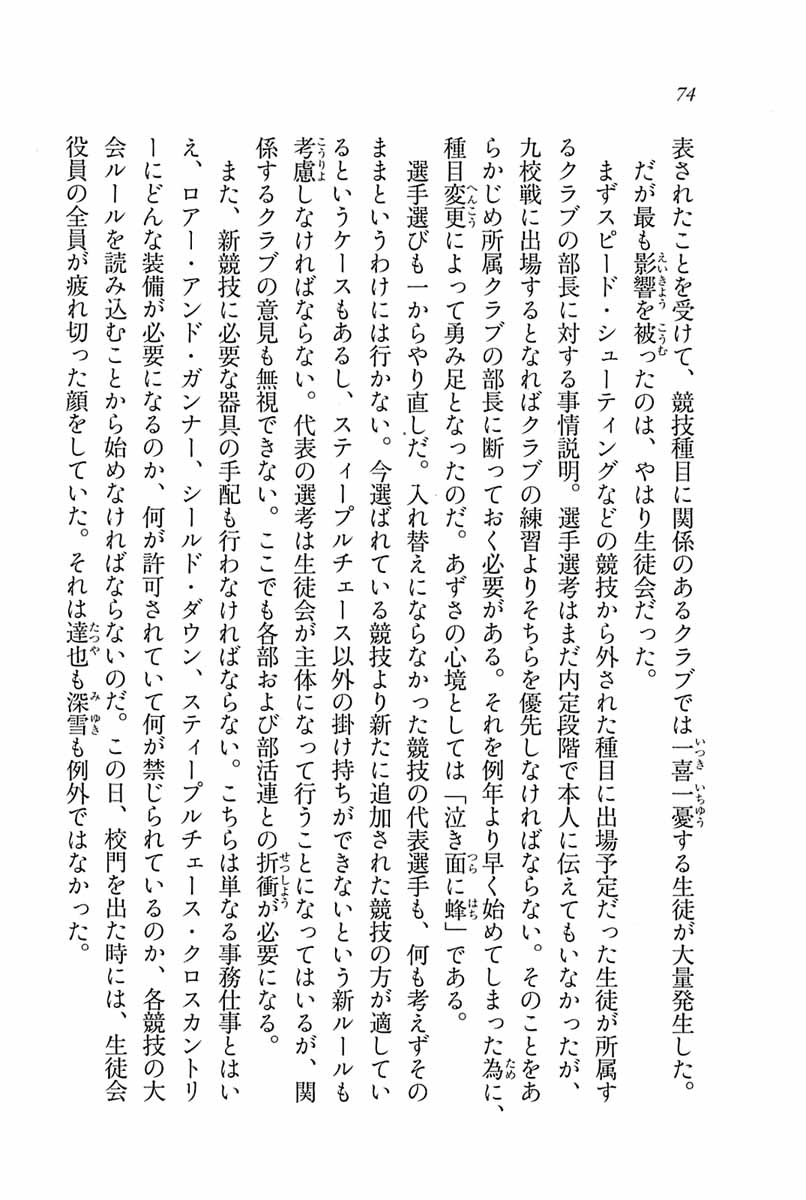 74
表されたことを受けて、競技種目に関係のあるクラブでは一喜一憂する生徒が大量発生した。
だが最も影響を被ったのは、やはり生徒会だった。
まずスピード・シューティングなどの競技から外された種目に出場予定だった生徒が所属す
るクラブの部長に対する事情説明。選手選考はまだ内定段階で本人に伝えてもいなかったが、
九校戦に出場するとなればクラブの練習よりそちらを優先しなければならない。そのことをあ
らかじめ所属クラブの部長に断っておく必要がある。それを例年より早く始めてしまった為に、
種目変更によって勇み足となったのだ。あずさの心境としては「泣き面に蜂」である。
選手選びも一からやり直しだ。入れ替えにならなかった競技の代表選手も、何も考えずその
ままというわけには行かない。今選ばれている競技より新たに追加された競技の方が適してい
るというケースもあるし、スティープルチェース以外の掛け持ちができないという新ルールも
考慮しなければならない。代表の選考は生徒会が主体になって行うことになってはいるが、関
係するクラブの意見も無視できない。ここでも各部および部活連との折衝が必要になる。
また、新競技に必要な器具の手配も行わなければならない。こちらは単なる事務仕事とはい
え、ロアー・アンド・ガンナー、シールド・ダウン、スティープルチェース・クロスカントリ
ーにどんな装備が必要になるのか、何が許可されていて何が禁じられているのか、各競技の大
会ルールを読み込むことから始めなければならないのだ。この日、校門を出た時には、生徒会
役員の全員が疲れ切った顔をしていた。それは達也も深雪も例外ではなかった。